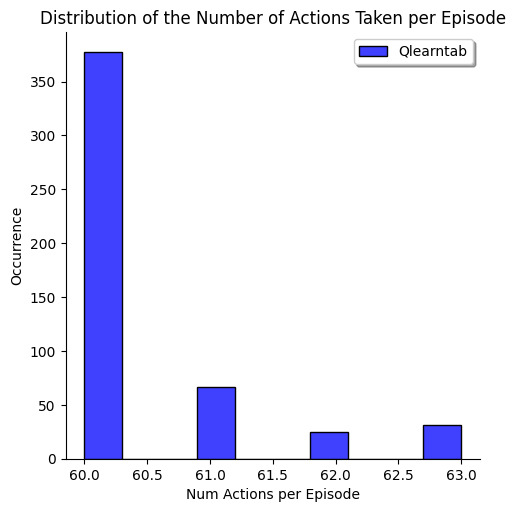 Distribution of the Number of Actions Taken per Episode
Qlearntab
350
300
250
200
150
100
50
0
Occurrence
60.0 60.5 61.0 61.5 62.0 62.5 63.0
Num Actions per Episode